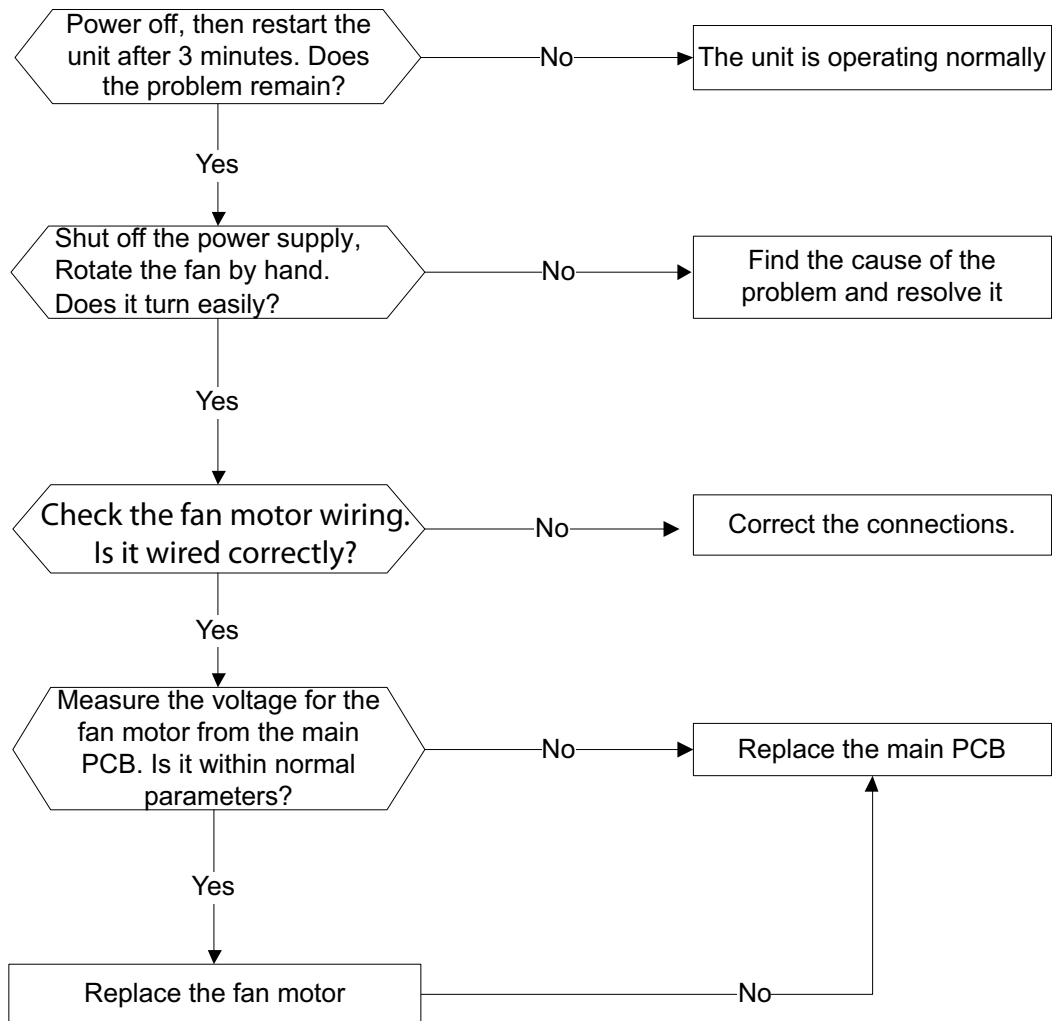 Power off, then restart the
unit after 3 minutes. Does
the problem remain?
No
The unit is operating normally
Yes
Shut off the power supply,
Rotate the fan by hand.
Does it turn easily?
No
Find the cause of the
problem and resolve it
Yes
Check the fan motor wiring.
Is it wired correctly?
No
Correct the connections.
Yes
Measure the voltage for the
fan motor from the main
PCB. Is it within normal
parameters?
No
Replace the main PCB
Yes
Replace the fan motor
No